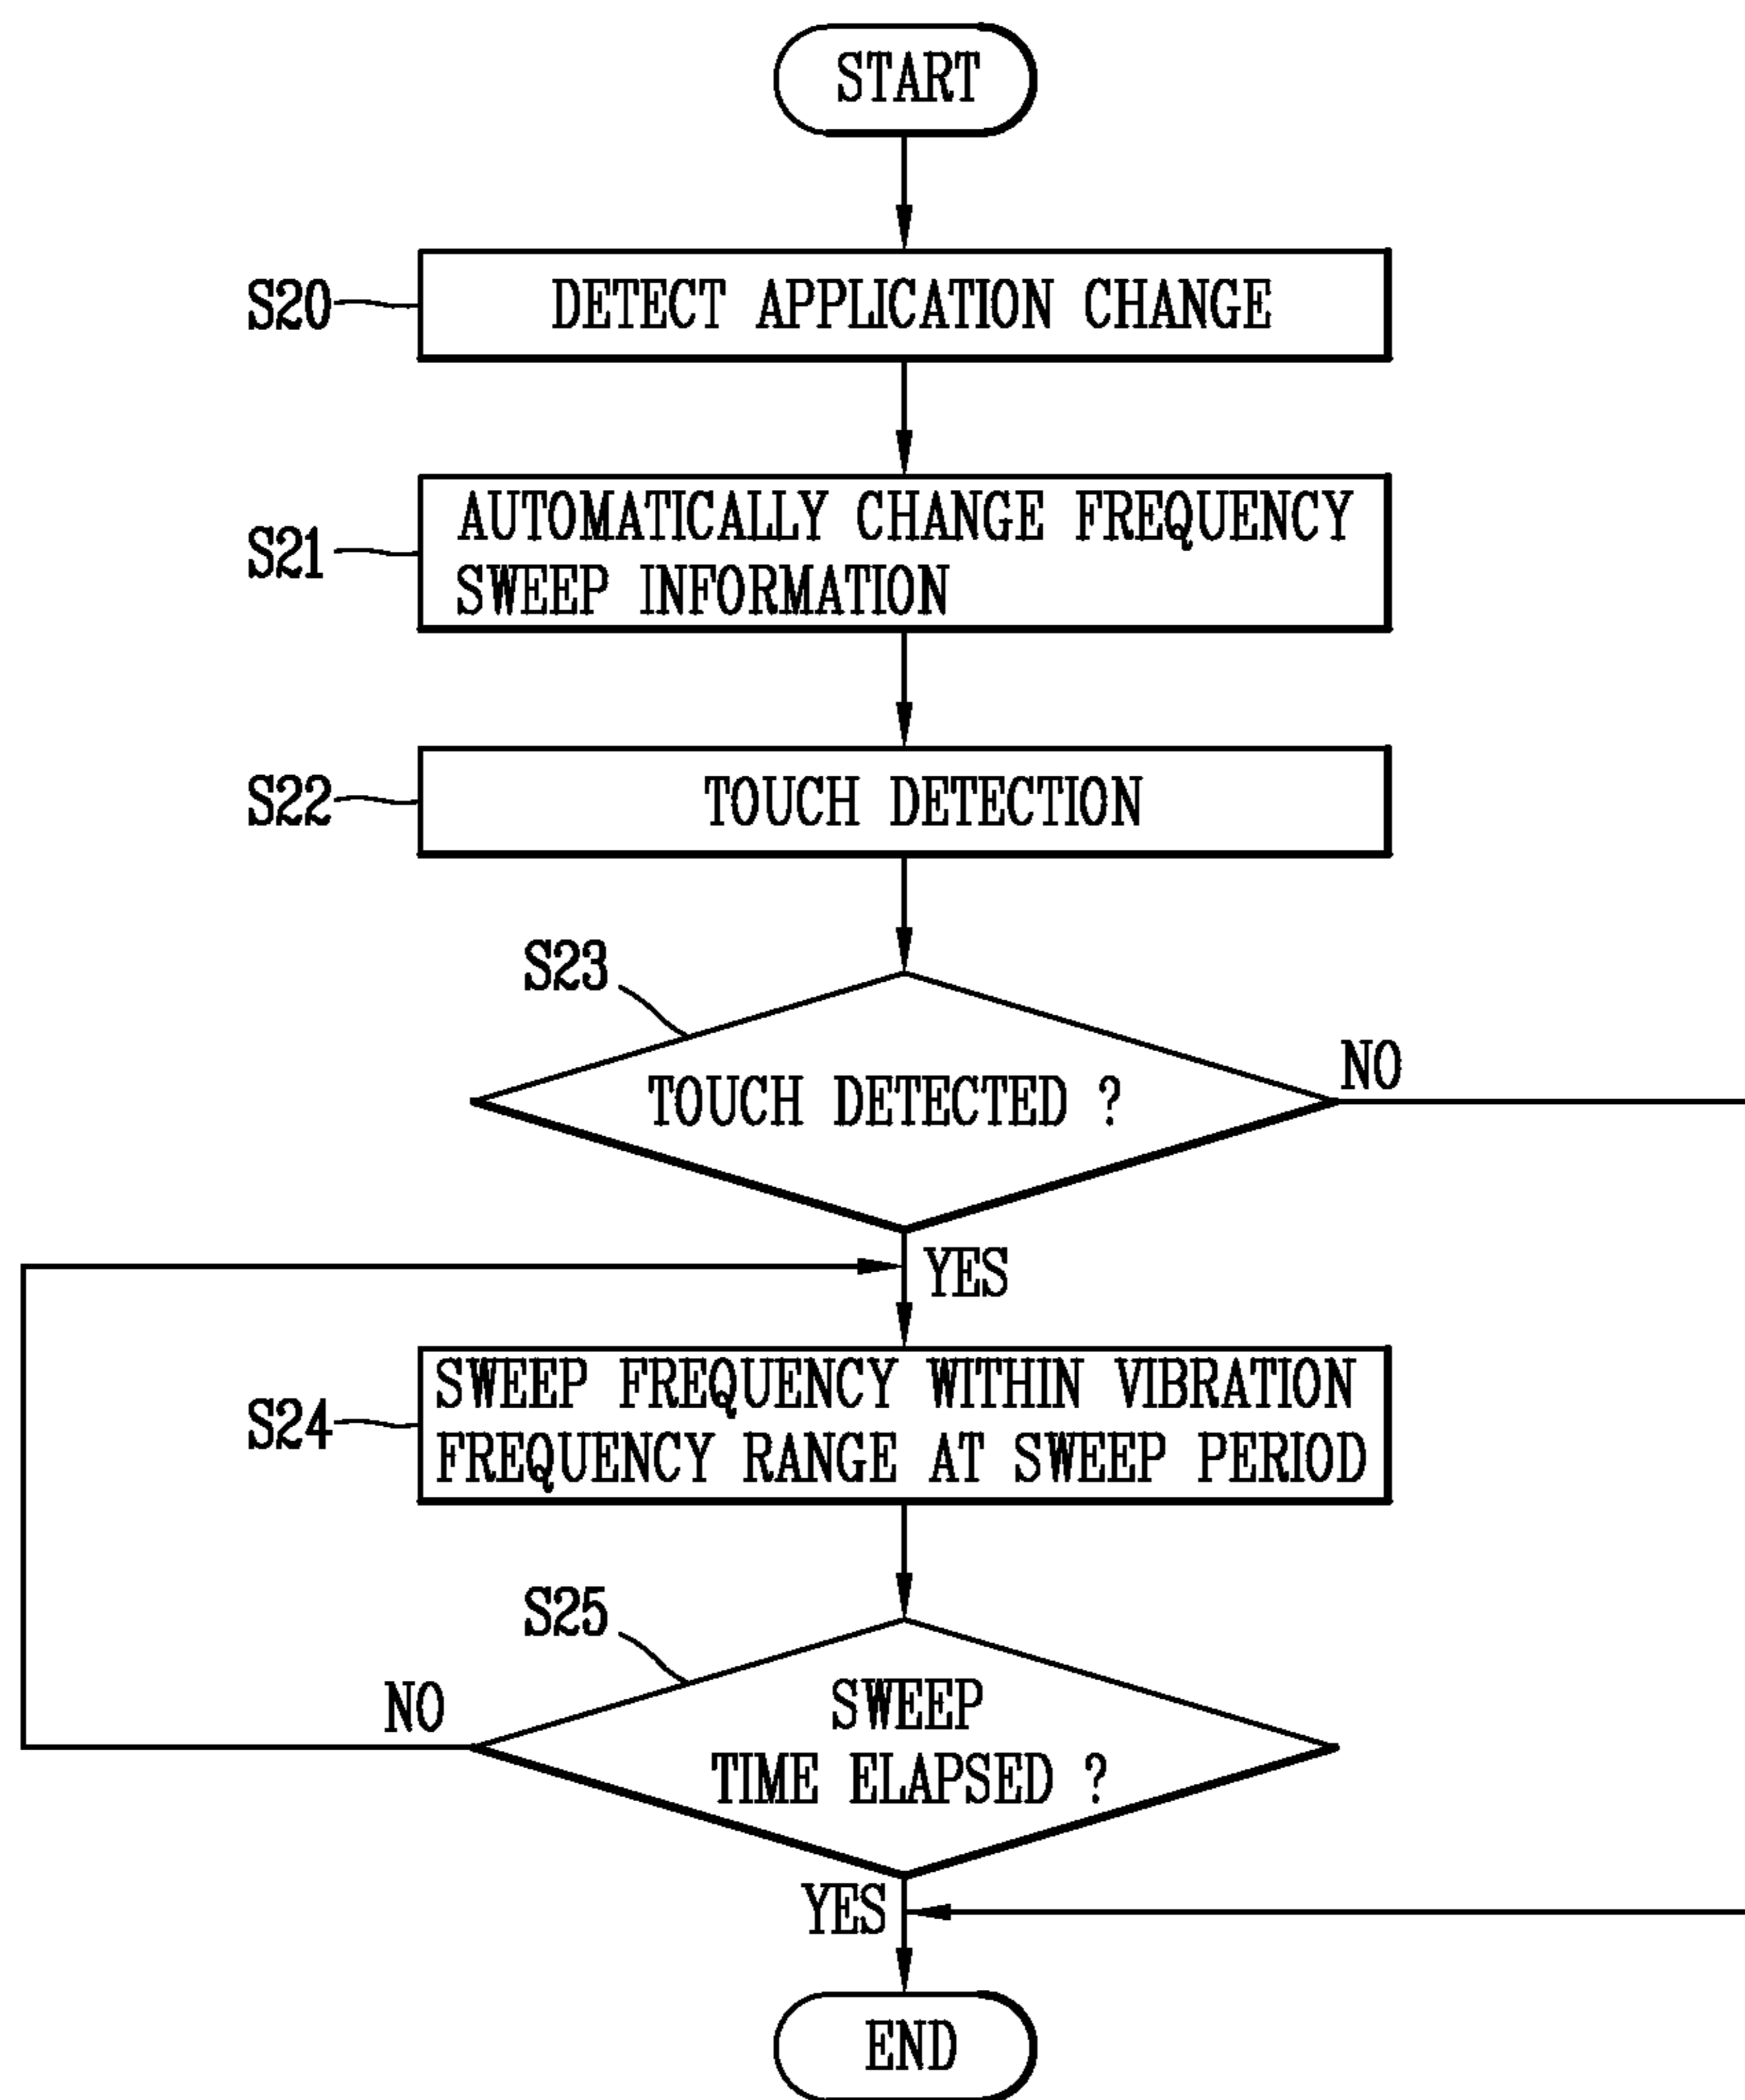 START
S20
DETECT APPLICATION CHANGE
S21
AUTOMATICALLY CHANGE FREQUENCY
SWEEP INFORMATION
S22
TOUCH DETECTION
S23
TOUCH DETECTED ?
NO
YES
S24
SWEEP FREQUENCY WITHIN VIBRATION
FREQUENCY RANGE AT SWEEP PERIOD
S25
SWEEP
TIME ELAPSED ?
NO
YES
END